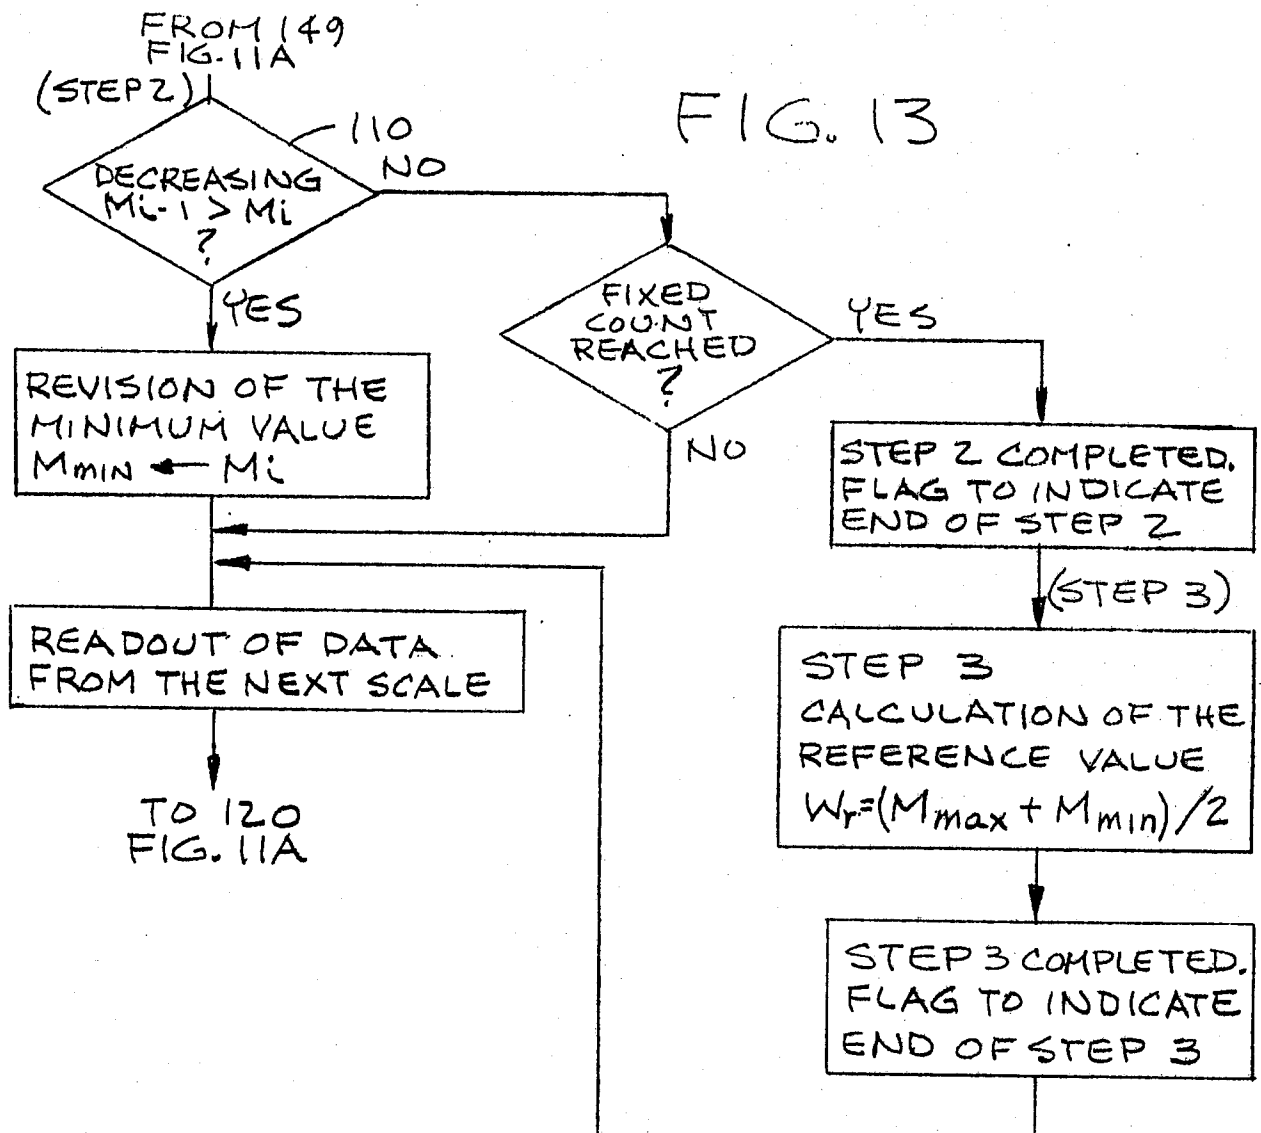 FROM 149
FIG. 11A
(STEP 2)
FIG. 13
110
DECREASING
Mi-1 > Mi
?
NO
YES
FIXED
COUNT
REACHED
?
YES
NO
REVISION OF THE
MINIMUM VALUE
Mmin ← Mi
STEP 2 COMPLETED.
FLAG TO INDICATE
END OF STEP 2
(STEP 3)
READOUT OF DATA
FROM THE NEXT SCALE
TO 120
FIG. 11A
STEP 3
CALCULATION OF THE
REFERENCE VALUE
Wr=(Mmax + Mmin)/2
STEP 3 COMPLETED.
FLAG TO INDICATE
END OF STEP 3